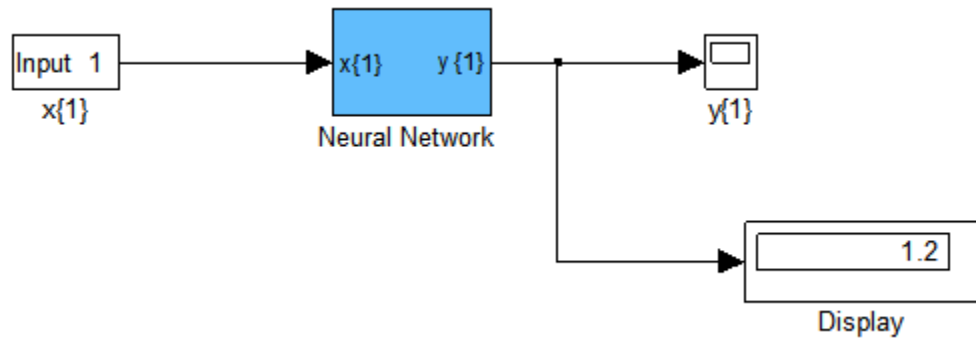 Input 1
x{1}
x{1}
y{1}
Neural Network
y{1}
1.2
Display